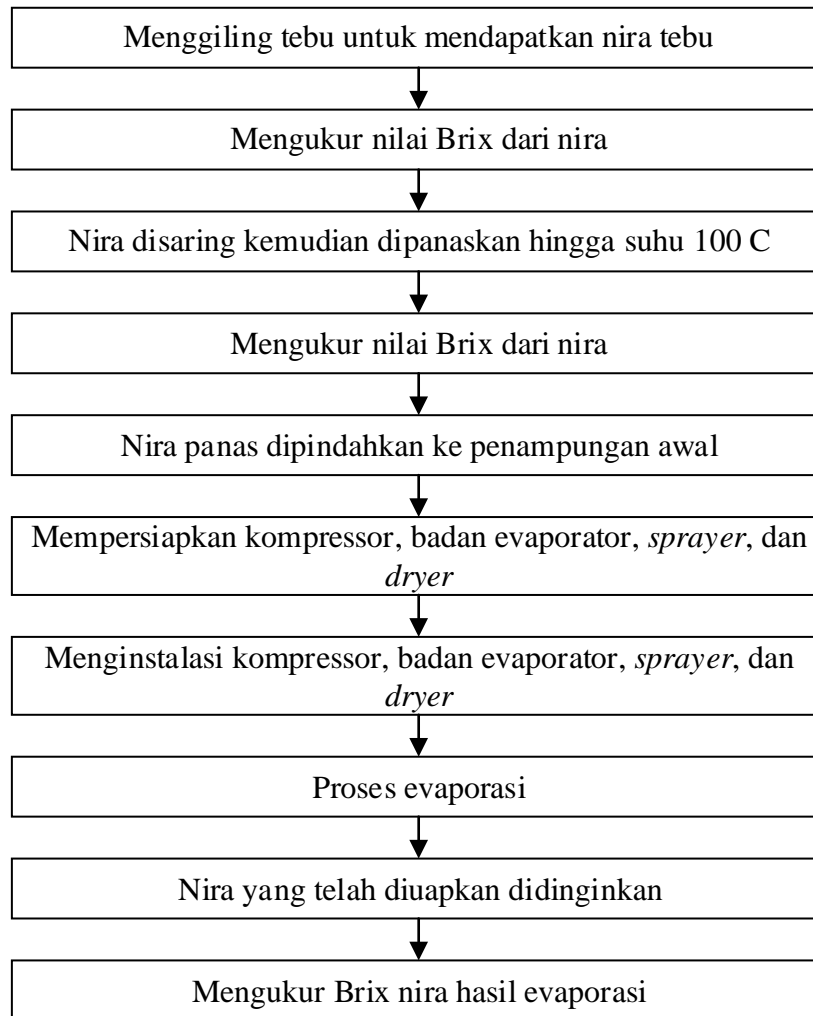 Menggiling tebu untuk mendapatkan nira tebu
Mengukur nilai Brix dari nira
Nira disaring kemudian dipanaskan hingga suhu 100 C
Mengukur nilai Brix dari nira
Nira panas dipindahkan ke penampungan awal
Mempersiapkan kompressor, badan evaporator, sprayer, dan
dryer
Menginstalasi kompressor, badan evaporator, sprayer, dan
dryer
Proses evaporasi
Nira yang telah diuapkan didinginkan
Mengukur Brix nira hasil evaporasi